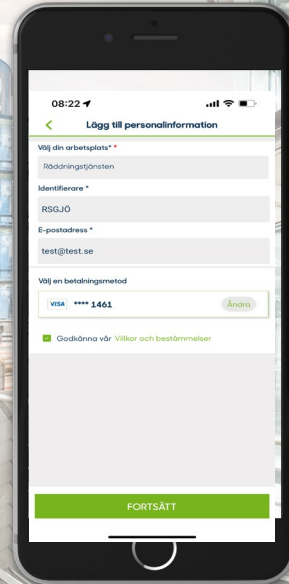 08:22
Lägg till personalinformation
Välj din arbetsplats* *
Räddningstjänsten
Identifierare *
RSGJÖ
E-postadress *
test@test.se
Välj en betalningsmetod
VISA **** 1461 Ändra
Godkänna vår Villkor och bestämmelser
FORTSÄTT